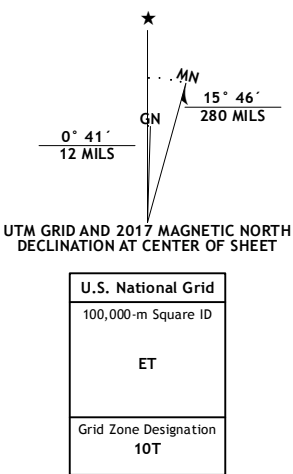 ★
MN
GN
15° 46´
280 MILS
0° 41´
12 MILS
UTM GRID AND 2017 MAGNETIC NORTH
DECLINATION AT CENTER OF SHEET
U.S. National Grid
100,000-m Square ID
ET
Grid Zone Designation
10T